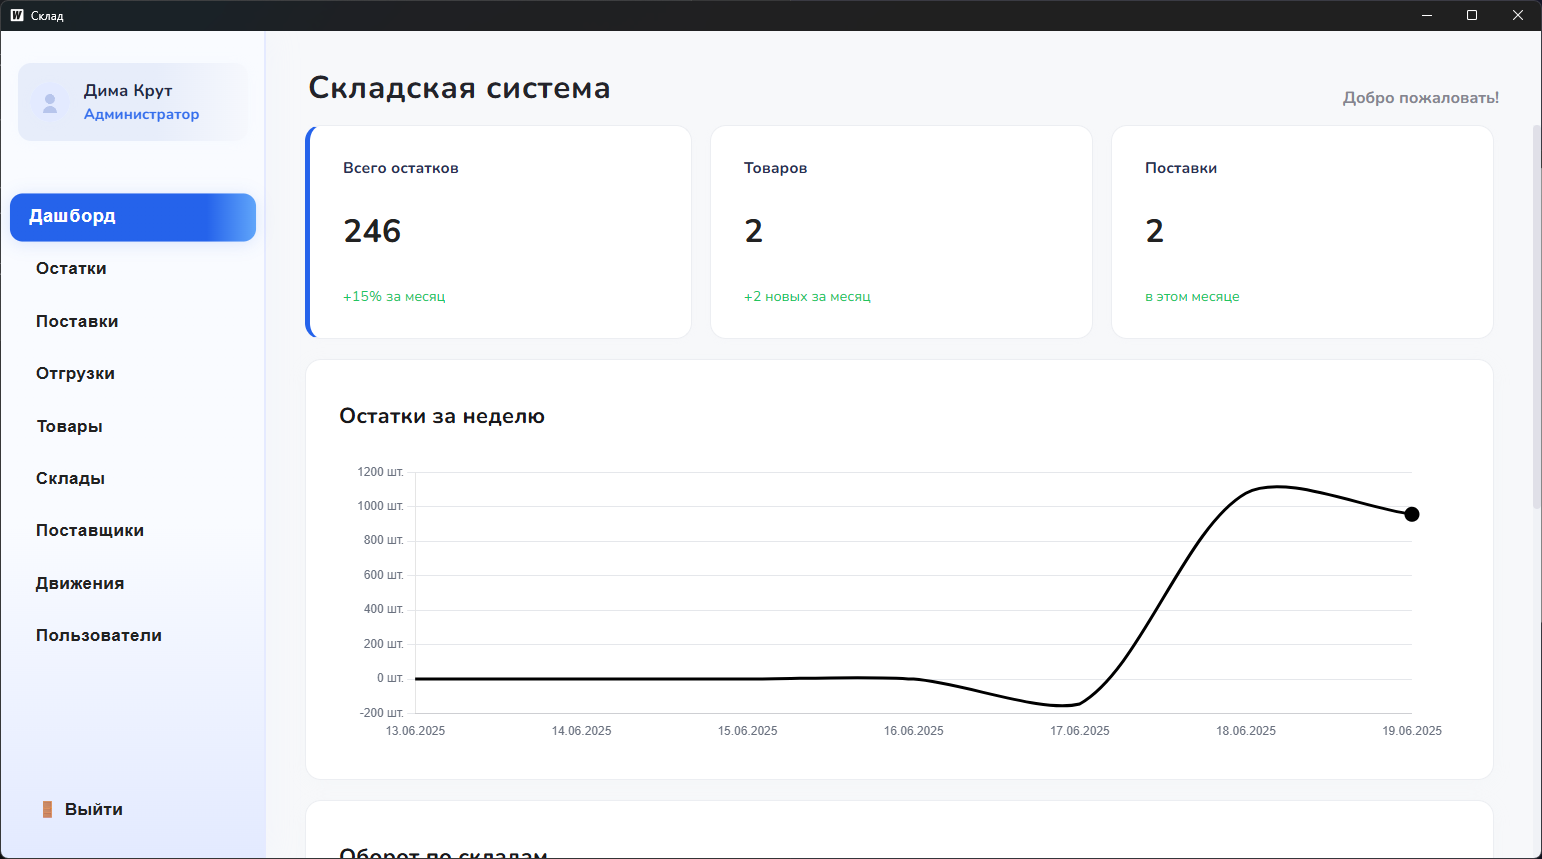 W Склад
Дима Крут
Администратор
Дашборд
Остатки
Поставки
Отгрузки
Товары
Склады
Поставщики
Движения
Пользователи
Выйти
Складская система
Добро пожаловать!
Всего остатков
246
+15% за месяц
Товаров
2
+2 новых за месяц
Поставки
2
в этом месяце
Остатки за неделю
1200 шт.
1000 шт.
800 шт.
600 шт.
400 шт.
200 шт.
0 шт.
-200 шт.
13.06.2025 14.06.2025 15.06.2025 16.06.2025 17.06.2025 18.06.2025 19.06.2025
Оборот по складам